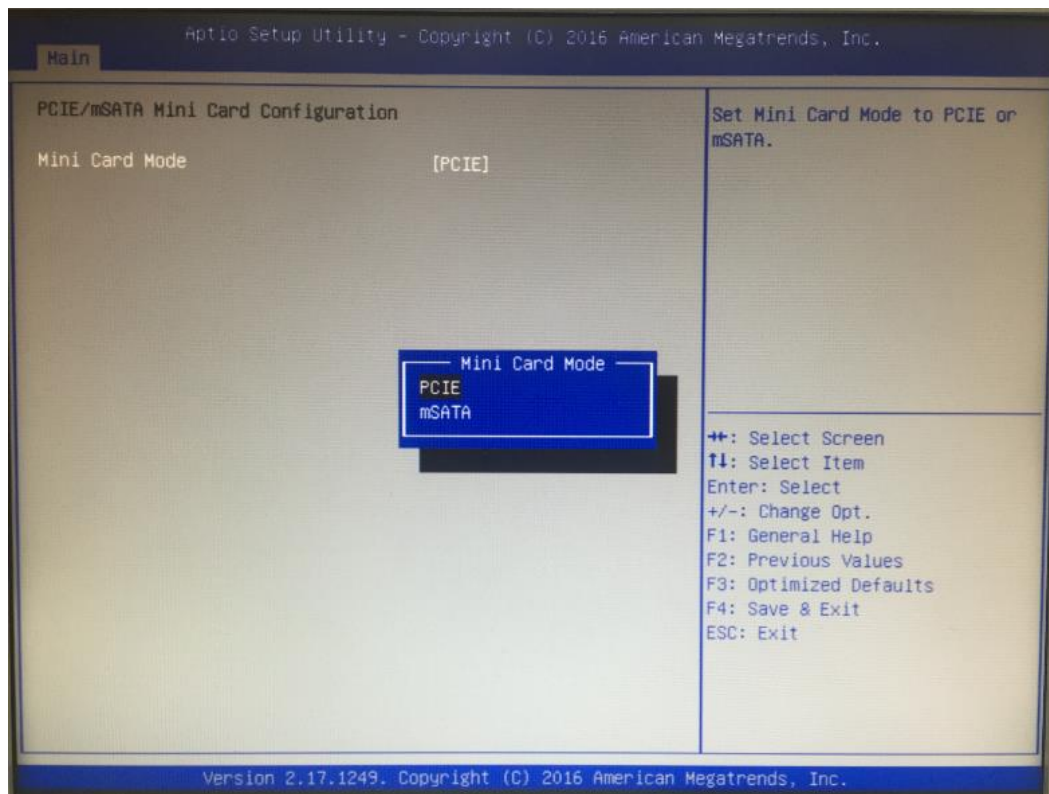 Aptio Setup Utility - Copyright (C) 2016 American Megatrends, Inc.
Main
PCIE/mSATA Mini Card Configuration
Mini Card Mode [PCIE]
Set Mini Card Mode to PCIE or
mSATA.
Mini Card Mode
PCIE
mSATA
→←: Select Screen
↑↓: Select Item
Enter: Select
+/-: Change Opt.
F1: General Help
F2: Previous Values
F3: Optimized Defaults
F4: Save & Exit
ESC: Exit
Version 2.17.1249. Copyright (C) 2016 American Megatrends, Inc.